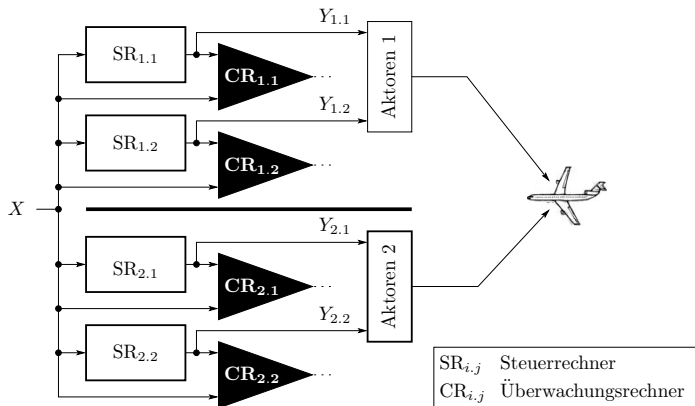 Y₁.₁
SR₁.₁
CR₁.₁ ...
Aktoren 1
Y₁.₂
SR₁.₂
CR₁.₂ ...
X
Y₂.₁
SR₂.₁
CR₂.₁ ...
Aktoren 2
Y₂.₂
SR₂.₂
CR₂.₂ ...
SRᵢ.ⱼ Steuerrechner
CRᵢ.ⱼ Überwachungsrechner